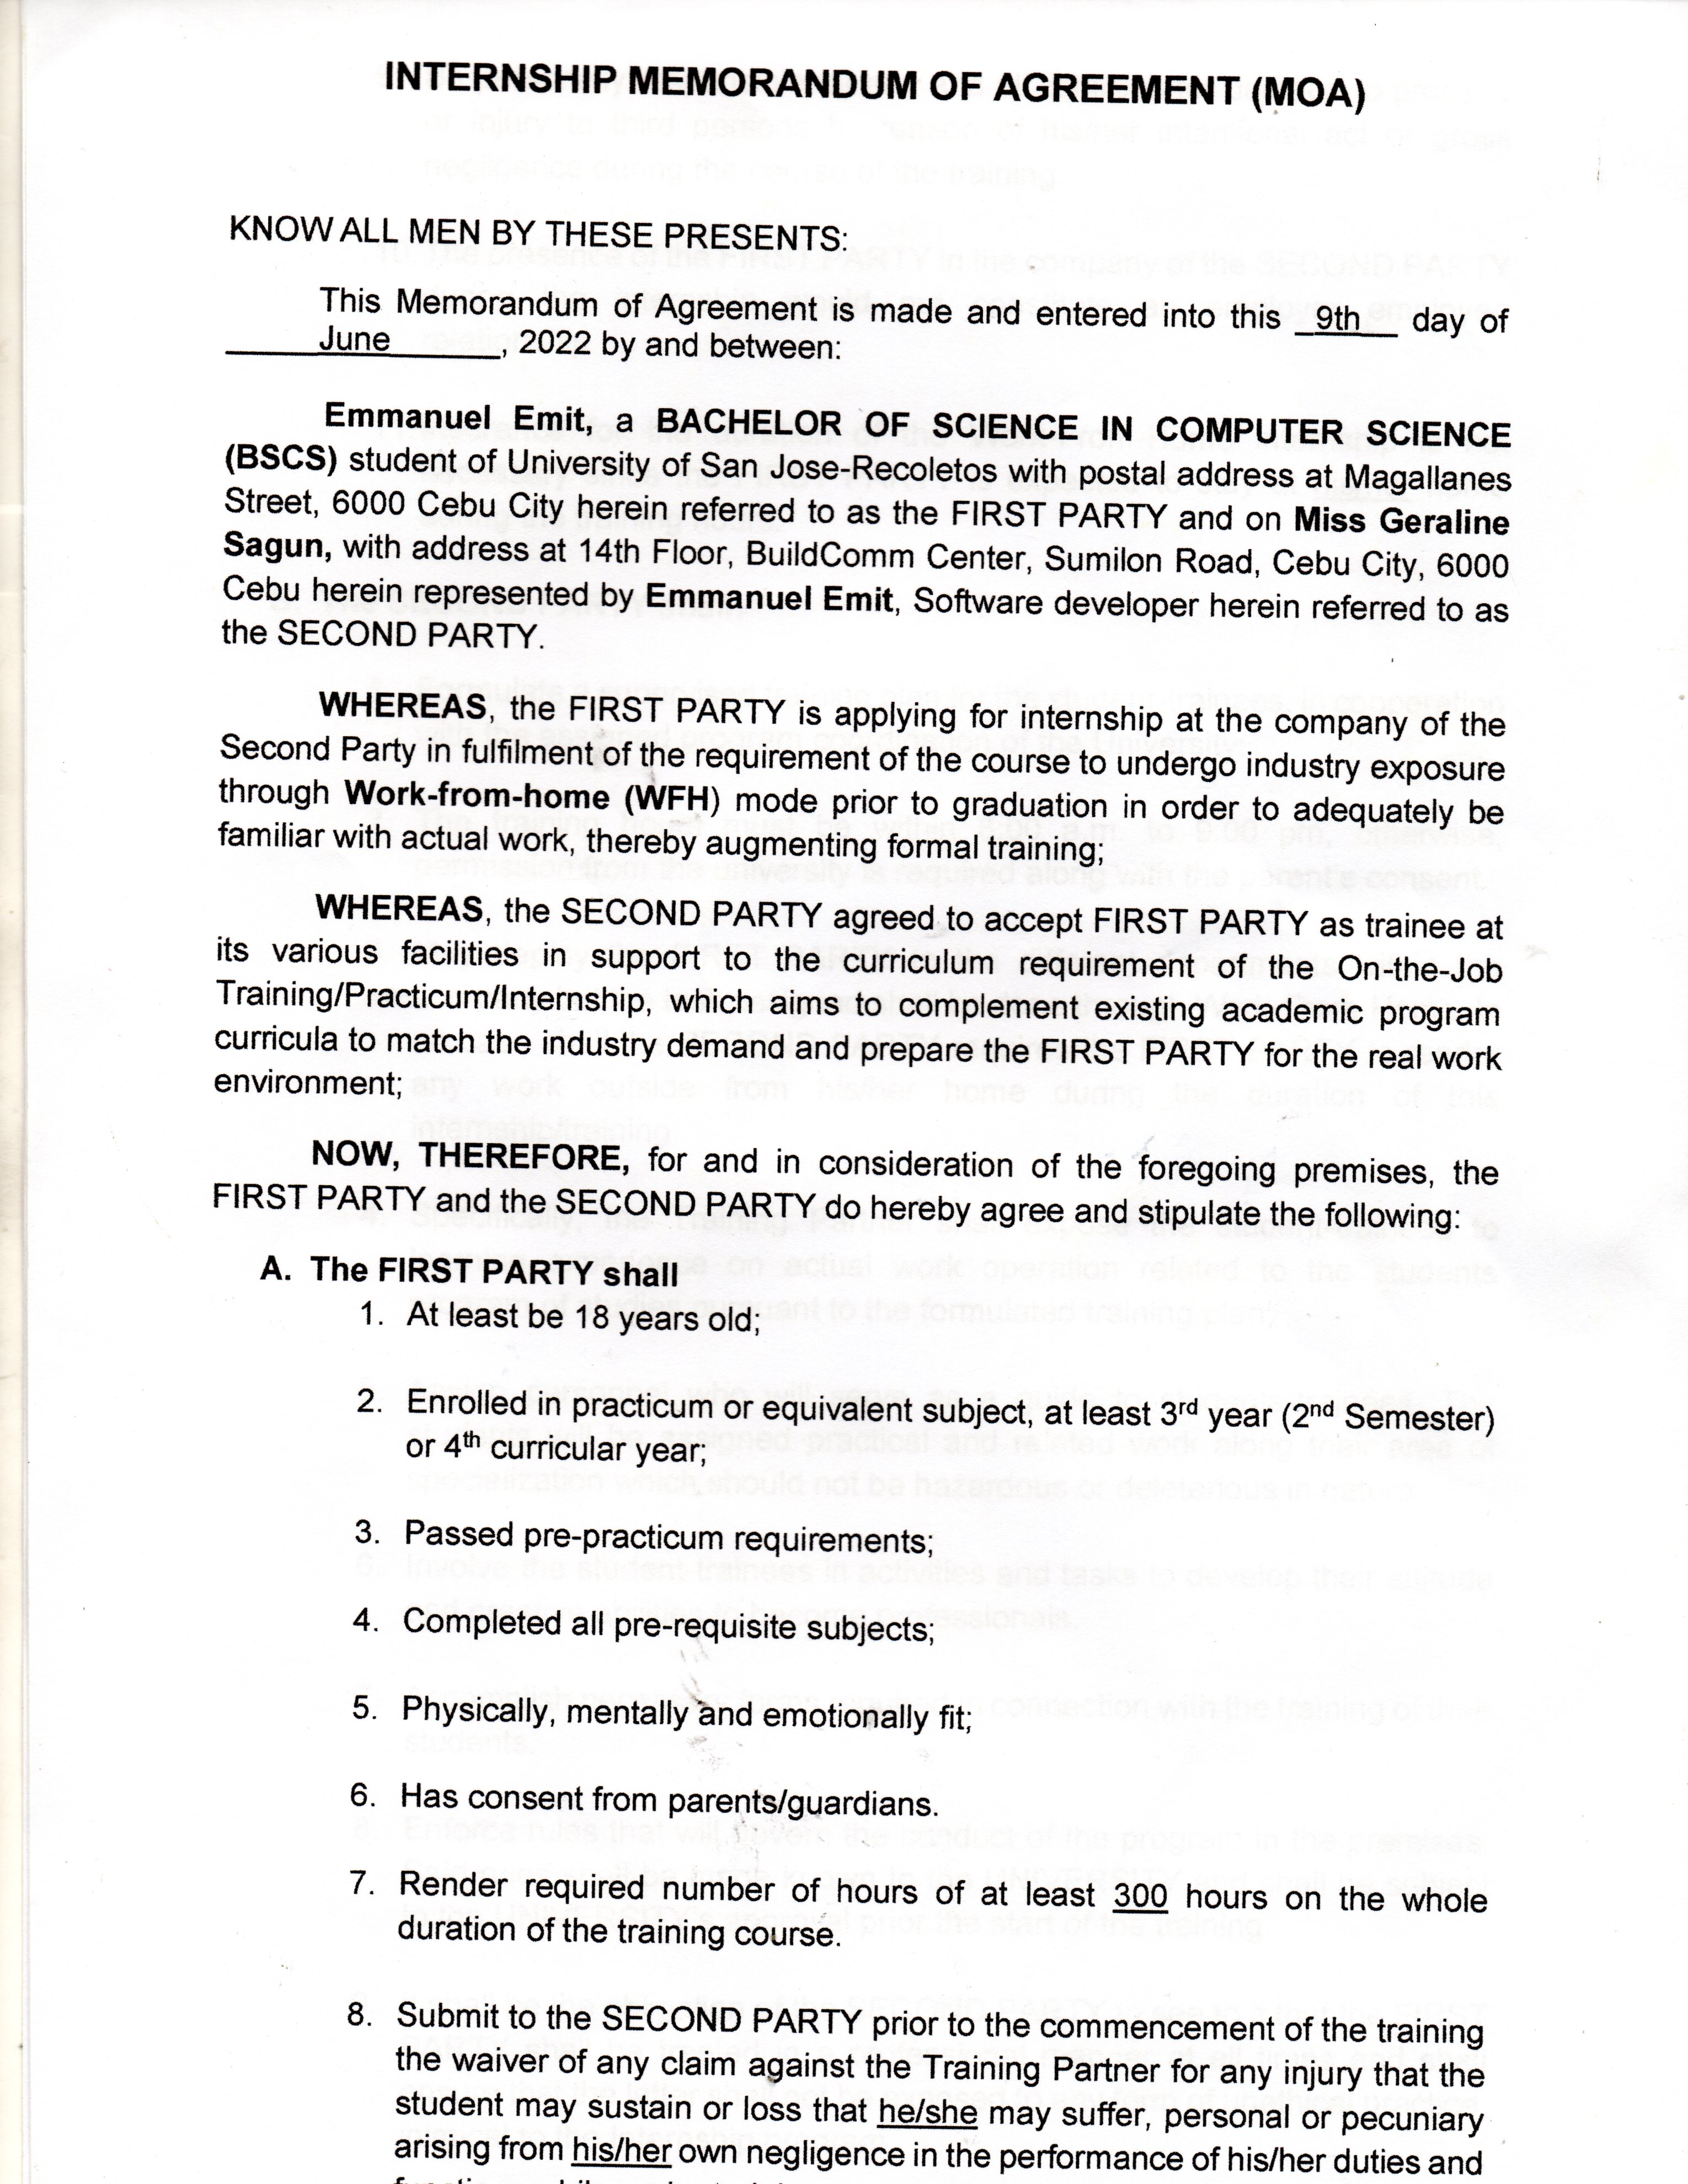 INTERNSHIP MEMORANDUM OF AGREEMENT (MOA)
KNOW ALL MEN BY THESE PRESENTS:
This Memorandum of Agreement is made and entered into this 9th day of
June, 2022 by and between:
Emmanuel Emit, a BACHELOR OF SCIENCE IN COMPUTER SCIENCE
(BSCS) student of University of San Jose-Recoletos with postal address at Magallanes
Street, 6000 Cebu City herein referred to as the FIRST PARTY and on Miss Geraline
Sagun, with address at 14th Floor, BuildComm Center, Sumilon Road, Cebu City, 6000
Cebu herein represented by Emmanuel Emit, Software developer herein referred to as
the SECOND PARTY.
WHEREAS, the FIRST PARTY is applying for internship at the company of the
Second Party in fulfilment of the requirement of the course to undergo industry exposure
through Work-from-home (WFH) mode prior to graduation in order to adequately be
familiar with actual work, thereby augmenting formal training;
WHEREAS, the SECOND PARTY agreed to accept FIRST PARTY as trainee at
its various facilities in support to the curriculum requirement of the On-the-Job
Training/Practicum/Internship, which aims to complement existing academic program
curricula to match the industry demand and prepare the FIRST PARTY for the real work
environment;
NOW, THEREFORE, for and in consideration of the foregoing premises, the
FIRST PARTY and the SECOND PARTY do hereby agree and stipulate the following:
A. The FIRST PARTY shall
1. At least be 18 years old;
2. Enrolled in practicum or equivalent subject, at least 3rd year (2nd Semester)
or 4th curricular year;
3. Passed pre-practicum requirements;
4. Completed all pre-requisite subjects;
5. Physically, mentally and emotionally fit;
6. Has consent from parents/guardians.
7. Render required number of hours of at least 300 hours on the whole
duration of the training course.
8. Submit to the SECOND PARTY prior to the commencement of the training
the waiver of any claim against the Training Partner for any injury that the
student may sustain or loss that he/she may suffer, personal or pecuniary
arising from his/her own negligence in the performance of his/her duties and